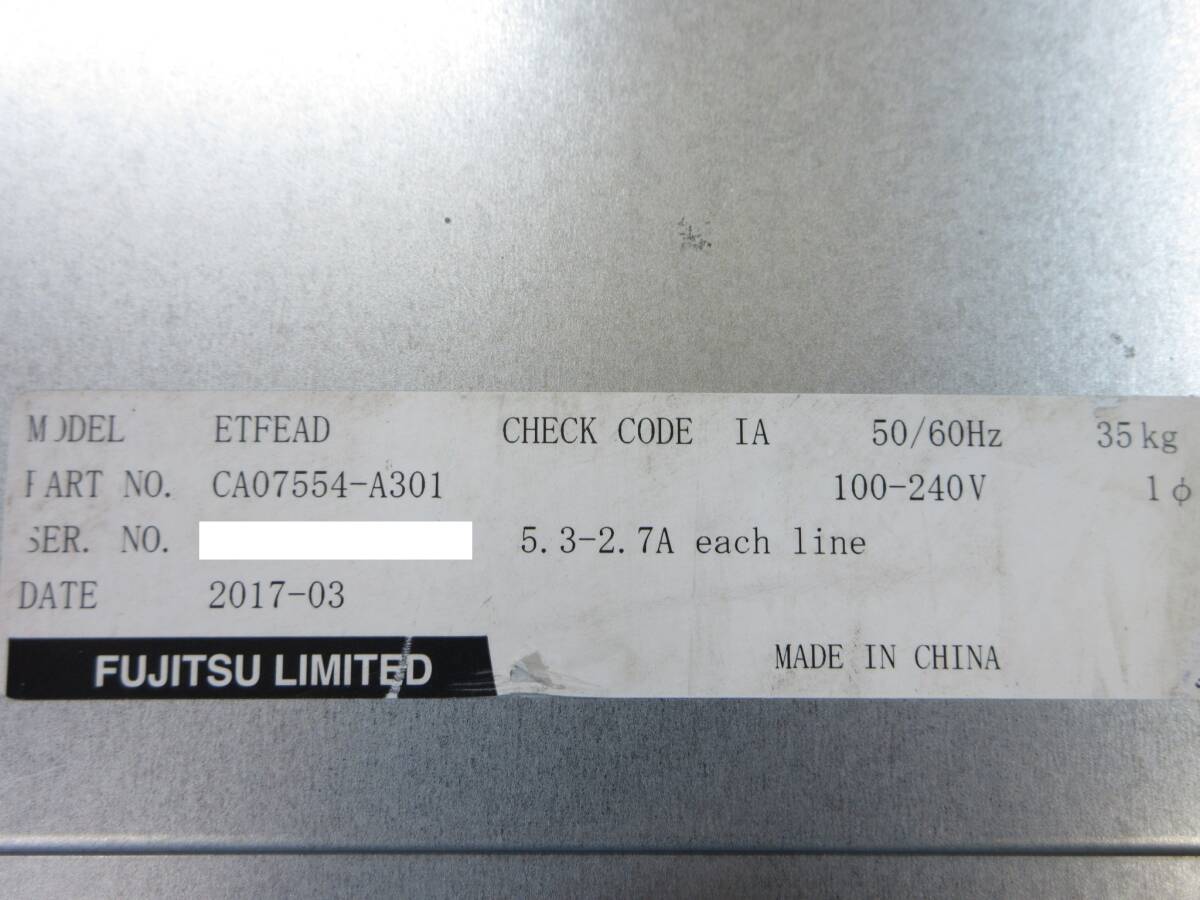 MODEL ETFEAD CHECK CODE IA 50/60Hz 35kg
PART NO. CA07554-A301 100-240V 1φ
SER. NO. 5.3-2.7A each line
DATE 2017-03
FUJITSU LIMITED MADE IN CHINA